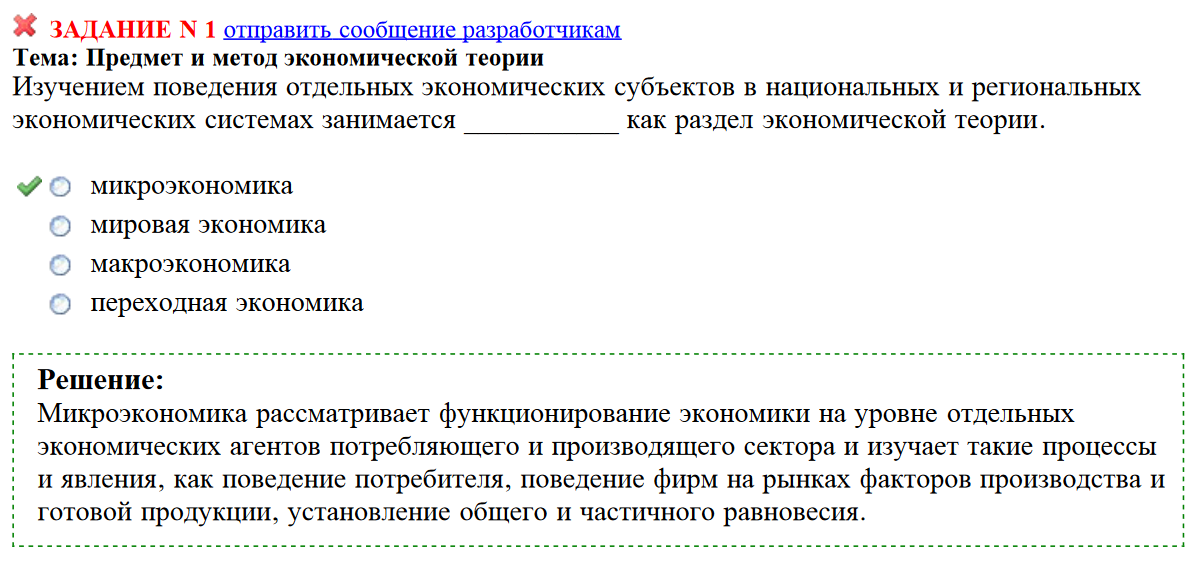 ЗАДАНИЕ N 1 отправить сообщение разработчикам
Тема: Предмет и метод экономической теории
Изучением поведения отдельных экономических субъектов в национальных и региональных
экономических системах занимается ___________ как раздел экономической теории.
микроэкономика
мировая экономика
макроэкономика
переходная экономика
Решение:
Микроэкономика рассматривает функционирование экономики на уровне отдельных
экономических агентов потребляющего и производящего сектора и изучает такие процессы
и явления, как поведение потребителя, поведение фирм на рынках факторов производства и
готовой продукции, установление общего и частичного равновесия.